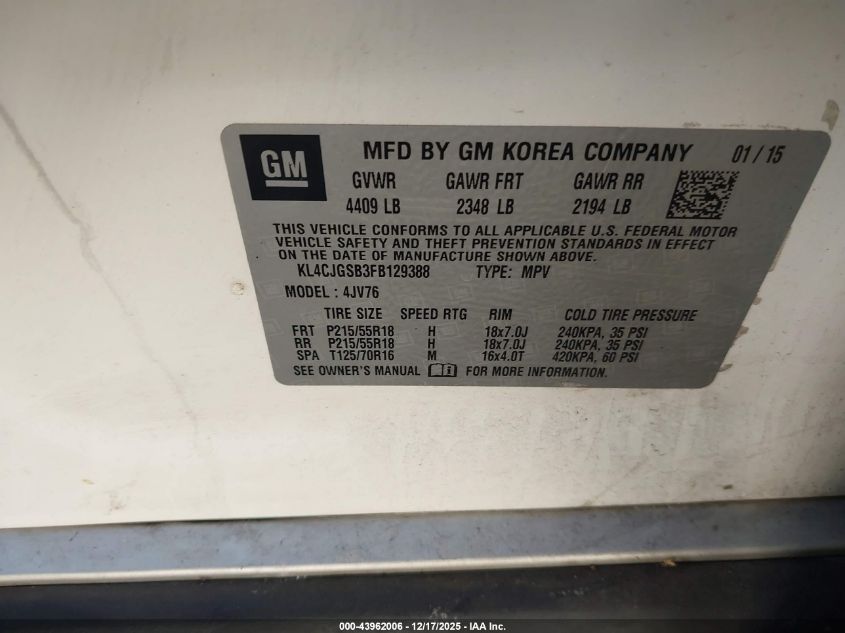 GM MFD BY GM KOREA COMPANY 01 / 15
GVWR GAWR FRT GAWR RR
4409 LB 2348 LB 2194 LB
THIS VEHICLE CONFORMS TO ALL APPLICABLE U.S. FEDERAL MOTOR
VEHICLE SAFETY AND THEFT PREVENTION STANDARDS IN EFFECT
ON THE DATE OF MANUFACTURE SHOWN ABOVE.
KL4CJGSB3FB129388 TYPE: MPV
MODEL : 4JV76
TIRE SIZE SPEED RTG RIM COLD TIRE PRESSURE
FRT P215/55R18 H 18x7.0J 240KPA, 35 PSI
RR P215/55R18 H 18x7.0J 240KPA, 35 PSI
SPA T125/70R16 M 16x4.0T 420KPA, 60 PSI
SEE OWNER'S MANUAL FOR MORE INFORMATION.
000-43962006 - 12/17/2025 - IAA Inc.